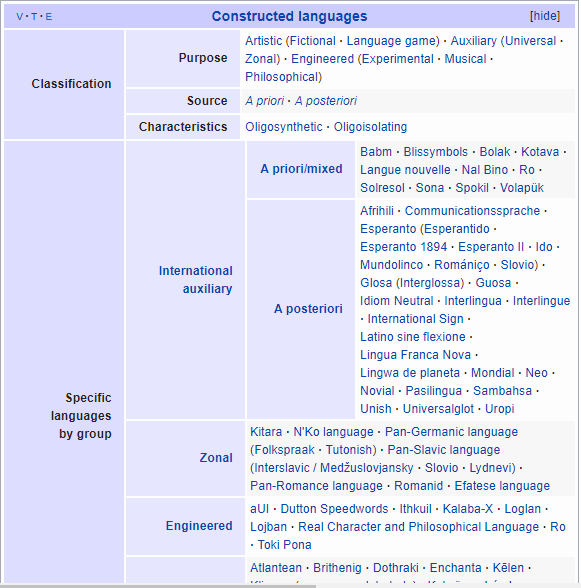 V · T · E Constructed languages [hide]
Classification
Purpose
Artistic (Fictional · Language game) · Auxiliary (Universal ·
Zonal) · Engineered (Experimental · Musical ·
Philosophical)
Source
A priori · A posteriori
Characteristics
Oligosynthetic · Oligoisolating
Specific
languages
by group
International
auxiliary
A priori/mixed
Babm · Blissymbols · Bolak · Kotava ·
Langue nouvelle · Nal Bino · Ro ·
Solresol · Sona · Spokil · Volapük
A posteriori
Afrihili · Communicationssprache ·
Esperanto (Esperantido ·
Esperanto 1894 · Esperanto II · Ido ·
Mundolinco · Romániço · Slovio) ·
Glosa (Interglossa) · Guosa ·
Idiom Neutral · Interlingua · Interlingue
· International Sign ·
Latino sine flexione ·
Lingua Franca Nova ·
Lingwa de planeta · Mondial · Neo ·
Novial · Pasilingua · Sambahsa ·
Unish · Universalglot · Uropi
Zonal
Kitara · N'Ko language · Pan-Germanic language
(Folkspraak · Tutonish) · Pan-Slavic language
(Interslavic / Medžuslovjansky · Slovio · Lydnevi) ·
Pan-Romance language · Romanid · Efatese language
Engineered
aUI · Dutton Speedwords · Ithkuil · Kalaba-X · Loglan ·
Lojban · Real Character and Philosophical Language · Ro
· Toki Pona
Atlantean · Brithenig · Dothraki · Enchanta · Kēlen ·